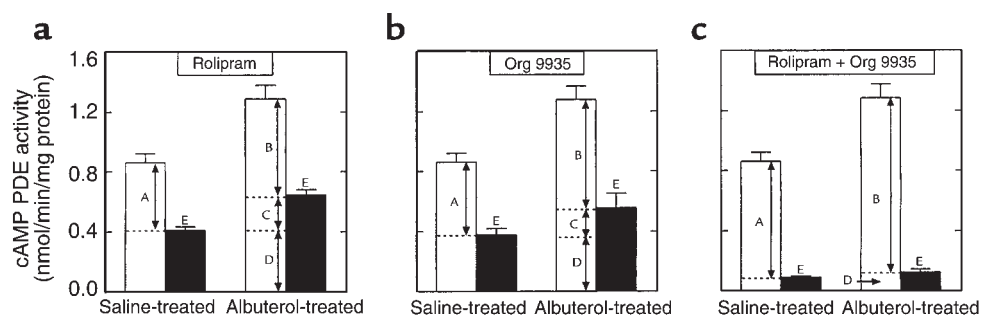 a
Rolipram
cAMP PDE activity
(nmol/min/mg protein)
1.6
1.2
0.8
0.4
0.0
A
E
B
C
D
E
Saline-treated Albuterol-treated
b
Org 9935
A
E
B
C
D
E
Saline-treated Albuterol-treated
c
Rolipram + Org 9935
A
E
B
D
E
Saline-treated Albuterol-treated